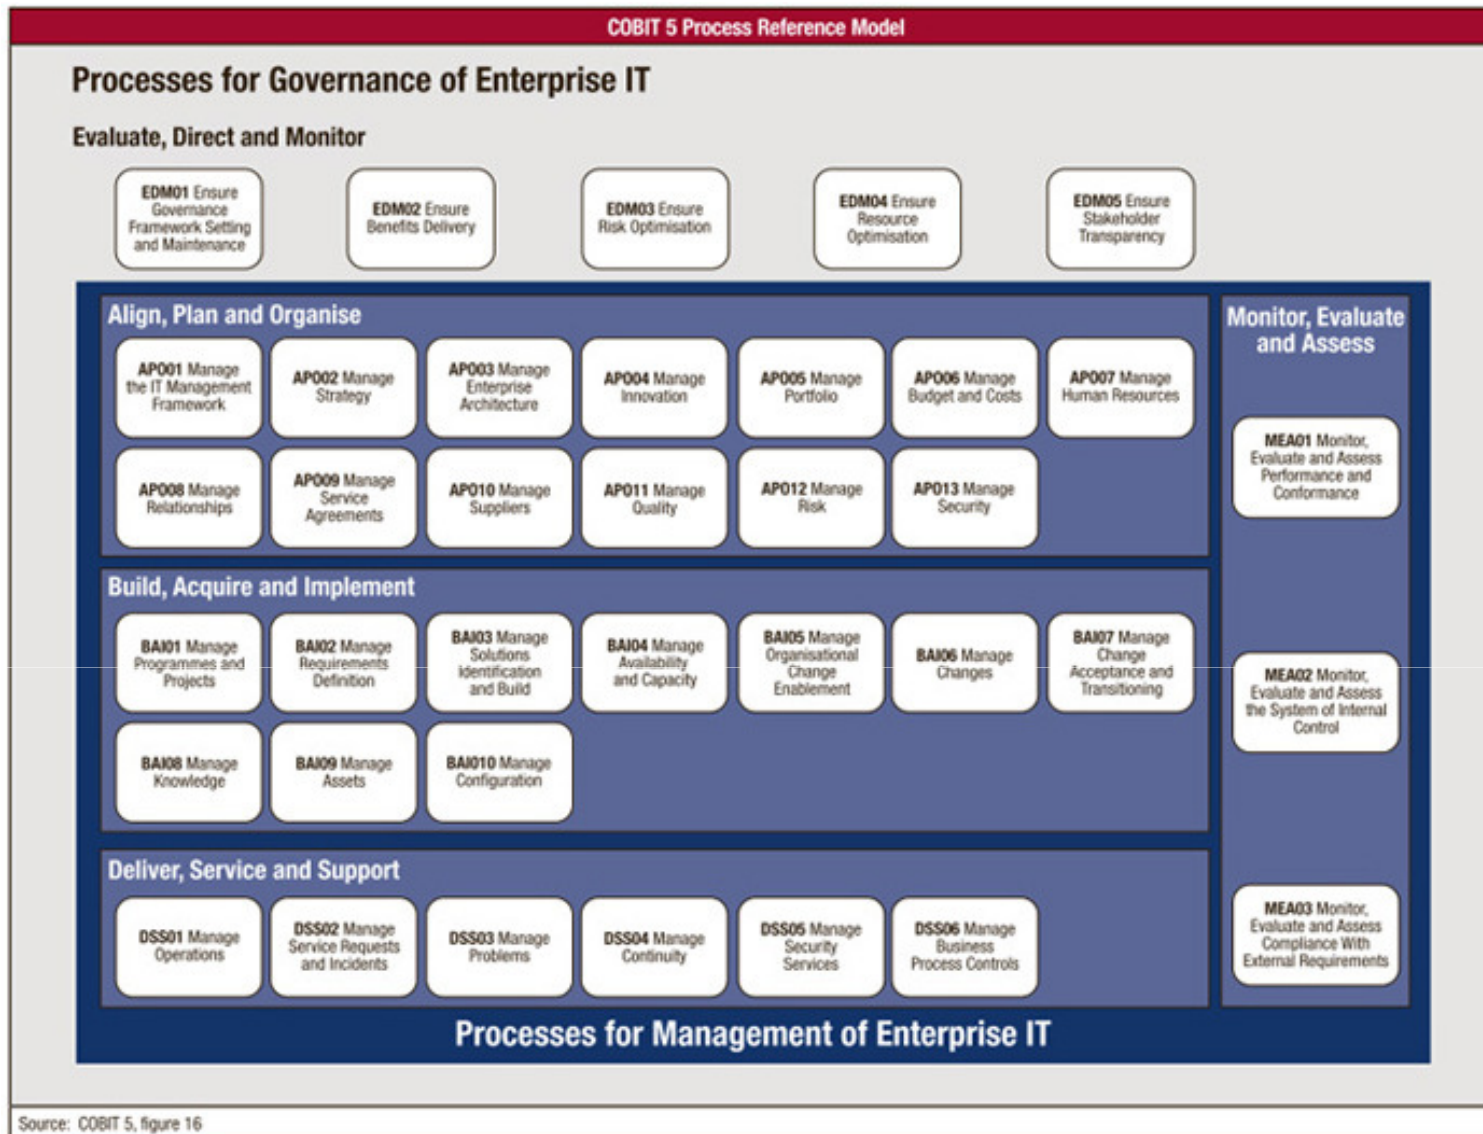 COBIT 5 Process Reference Model
Processes for Governance of Enterprise IT
Evaluate, Direct and Monitor
EDM01 Ensure
Governance
Framework Setting
and Maintenance
EDM02 Ensure
Benefits Delivery
EDM03 Ensure
Risk Optimisation
EDM04 Ensure
Resource
Optimisation
EDM05 Ensure
Stakeholder
Transparency
Align, Plan and Organise
APO01 Manage
the IT Management
Framework
APO02 Manage
Strategy
APO03 Manage
Enterprise
Architecture
APO04 Manage
Innovation
APO05 Manage
Portfolio
APO06 Manage
Budget and Costs
APO07 Manage
Human Resources
APO08 Manage
Relationships
APO09 Manage
Service
Agreements
APO10 Manage
Suppliers
APO11 Manage
Quality
APO12 Manage
Risk
APO13 Manage
Security
Build, Acquire and Implement
BAI01 Manage
Programmes and
Projects
BAI02 Manage
Requirements
Definition
BAI03 Manage
Solutions
Identification
and Build
BAI04 Manage
Availability
and Capacity
BAI05 Manage
Organisational
Change
Enablement
BAI06 Manage
Changes
BAI07 Manage
Change
Acceptance and
Transitioning
BAI08 Manage
Knowledge
BAI09 Manage
Assets
BAI010 Manage
Configuration
Deliver, Service and Support
DSS01 Manage
Operations
DSS02 Manage
Service Requests
and Incidents
DSS03 Manage
Problems
DSS04 Manage
Continuity
DSS05 Manage
Security
Services
DSS06 Manage
Business
Process Controls
Monitor, Evaluate
and Assess
MEA01 Monitor,
Evaluate and Assess
Performance and
Conformance
MEA02 Monitor,
Evaluate and Assess
the System of Internal
Control
MEA03 Monitor,
Evaluate and Assess
Compliance With
External Requirements
Processes for Management of Enterprise IT
Source: COBIT 5, figure 16